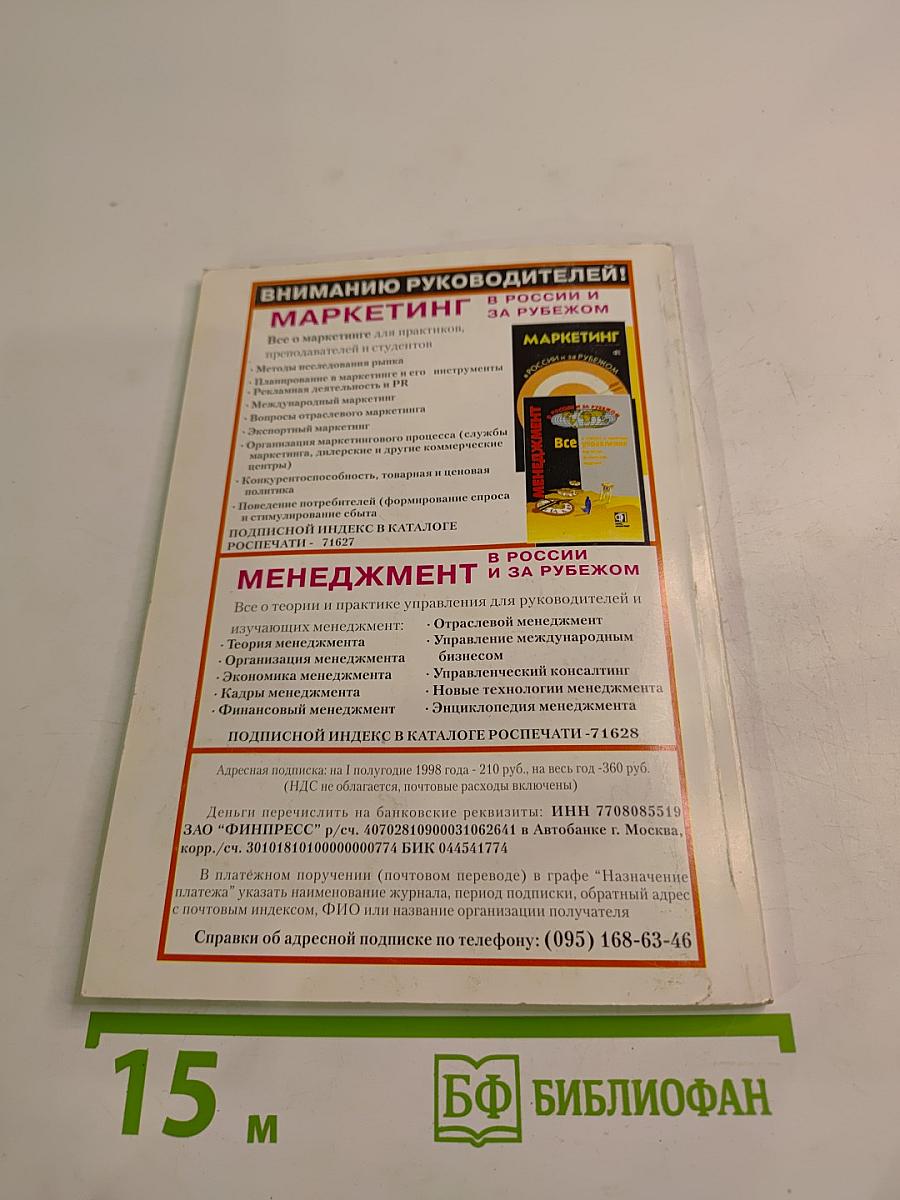 ВНИМАНИЮ РУКОВОДИТЕЛЕЙ!
МАРКЕТИНГ В РОССИИ И
ЗА РУБЕЖОМ
Все о маркетинге для практиков,
преподавателей и студентов
· Методы исследования рынка
· Планирование в маркетинге и его инструменты
· Рекламная деятельность и PR
· Международный маркетинг
· Вопросы отраслевого маркетинга
· Экспортный маркетинг
· Организация маркетингового процесса (службы
маркетинга, дилерские и другие коммерческие
центры)
· Конкурентоспособность, товарная и ценовая
политика
· Поведение потребителей (формирование спроса
и стимулирование сбыта
ПОДПИСНОЙ ИНДЕКС В КАТАЛОГЕ
РОСПЕЧАТИ - 71627
МАРКЕТИНГ
В РОССИИ и за РУБЕЖОМ
МЕНЕДЖМЕНТ
В РОССИИ И ЗА РУБЕЖОМ
Все
управления
МЕНЕДЖМЕНТ В РОССИИ
И ЗА РУБЕЖОМ
Все о теории и практике управления для руководителей и
изучающих менеджмент:
· Теория менеджмента
· Организация менеджмента
· Экономика менеджмента
· Кадры менеджмента
· Финансовый менеджмент
· Отраслевой менеджмент
· Управление международным
бизнесом
· Управленческий консалтинг
· Новые технологии менеджмента
· Энциклопедия менеджмента
ПОДПИСНОЙ ИНДЕКС В КАТАЛОГЕ РОСПЕЧАТИ -71628
Адресная подписка: на I полугодие 1998 года - 210 руб., на весь год -360 руб.
(НДС не облагается, почтовые расходы включены)
Деньги перечислить на банковские реквизиты: ИНН 7708085519
ЗАО "ФИНПРЕСС" р/сч. 40702810900031062641 в Автобанке г. Москва,
корр./сч. 30101810100000000774 БИК 044541774
В платёжном поручении (почтовом переводе) в графе "Назначение
платежа" указать наименование журнала, период подписки, обратный адрес
с почтовым индексом, ФИО или название организации получателя
Справки об адресной подписке по телефону: (095) 168-63-46
15 м
БФ БИБЛИОФАН